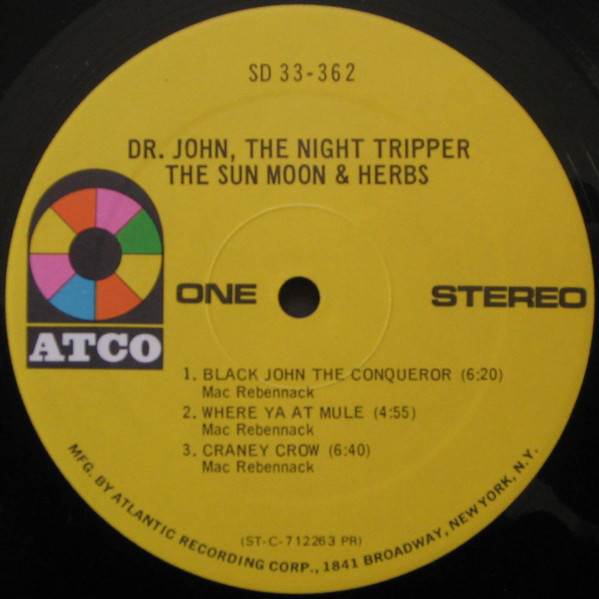 SD 33-362
DR. JOHN, THE NIGHT TRIPPER
THE SUN MOON & HERBS
ATCO
ONE
STEREO
1. BLACK JOHN THE CONQUEROR (6:20)
Mac Rebennack
2. WHERE YA AT MULE (4:55)
Mac Rebennack
3. CRANEY CROW (6:40)
Mac Rebennack
(ST-C-712263 PR)
MFG. BY ATLANTIC RECORDING CORP., 1841 BROADWAY, NEW YORK, N.Y.